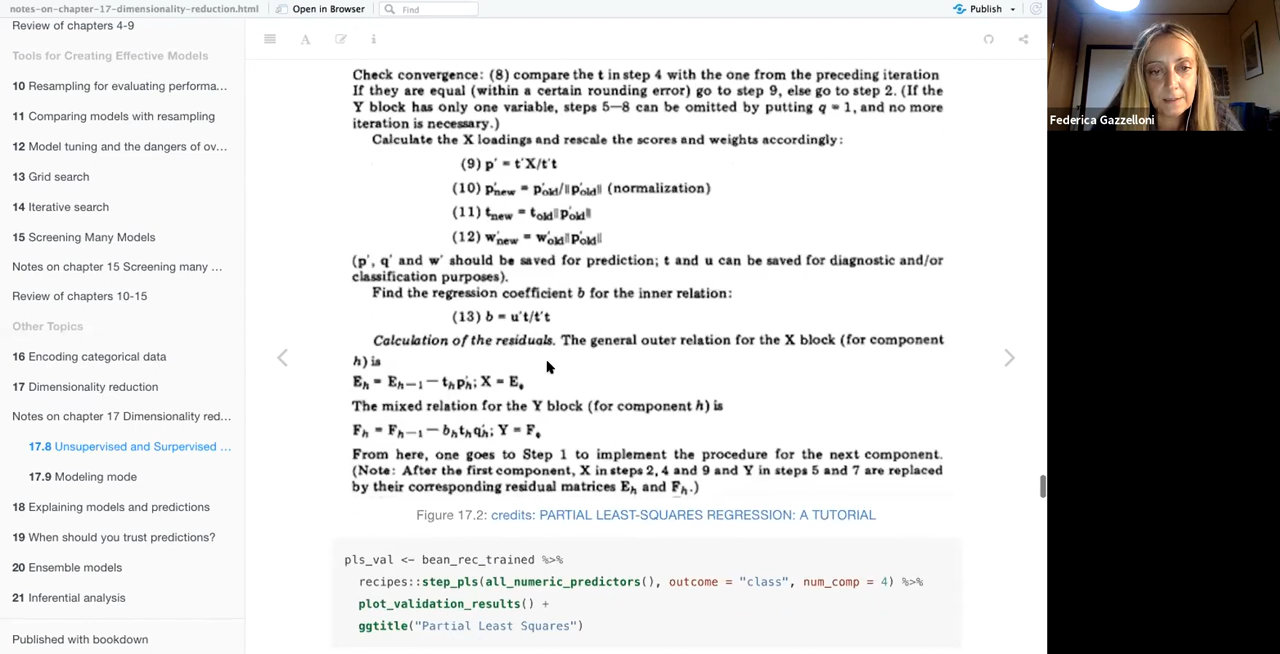 notes-on-chapter-17-dimensionality-reduction.html
Open in Browser
Find
Publish
Review of chapters 4-9
Tools for Creating Effective Models
10 Resampling for evaluating performa...
11 Comparing models with resampling
12 Model tuning and the dangers of ov...
13 Grid search
14 Iterative search
15 Screening Many Models
Notes on chapter 15 Screening many ...
Review of chapters 10-15
Other Topics
16 Encoding categorical data
17 Dimensionality reduction
Notes on chapter 17 Dimensionality red...
17.8 Unsupervised and Surpervised ...
17.9 Modeling mode
18 Explaining models and predictions
19 When should you trust predictions?
20 Ensemble models
21 Inferential analysis
Published with bookdown
Check convergence: (8) compare the t in step 4 with the one from the preceding iteration
If they are equal (within a certain rounding error) go to step 9, else go to step 2. (If the
Y block has only one variable, steps 5–8 can be omitted by putting q = 1, and no more
iteration is necessary.)
Calculate the X loadings and rescale the scores and weights accordingly:
(9) p' = t'X/t't
(10) p'new = p'old/||p'old|| (normalization)
(11) tnew = told||p'old||
(12) w'new = w'old||p'old||
(p', q' and w' should be saved for prediction; t and u can be saved for diagnostic and/or
classification purposes).
Find the regression coefficient b for the inner relation:
(13) b = u't/t't
Calculation of the residuals. The general outer relation for the X block (for component
h) is
Eh = Eh−1 − thp'h; X = E
The mixed relation for the Y block (for component h) is
Fh = Fh−1 − bhthq'h; Y = F
From here, one goes to Step 1 to implement the procedure for the next component.
(Note: After the first component, X in steps 2, 4 and 9 and Y in steps 5 and 7 are replaced
by their corresponding residual matrices Eh and Fh.)
Figure 17.2: credits: PARTIAL LEAST-SQUARES REGRESSION: A TUTORIAL
pls_val <- bean_rec_trained %>%
recipes::step_pls(all_numeric_predictors(), outcome = "class", num_comp = 4) %>%
plot_validation_results() +
ggtitle("Partial Least Squares")
Federica Gazzelloni